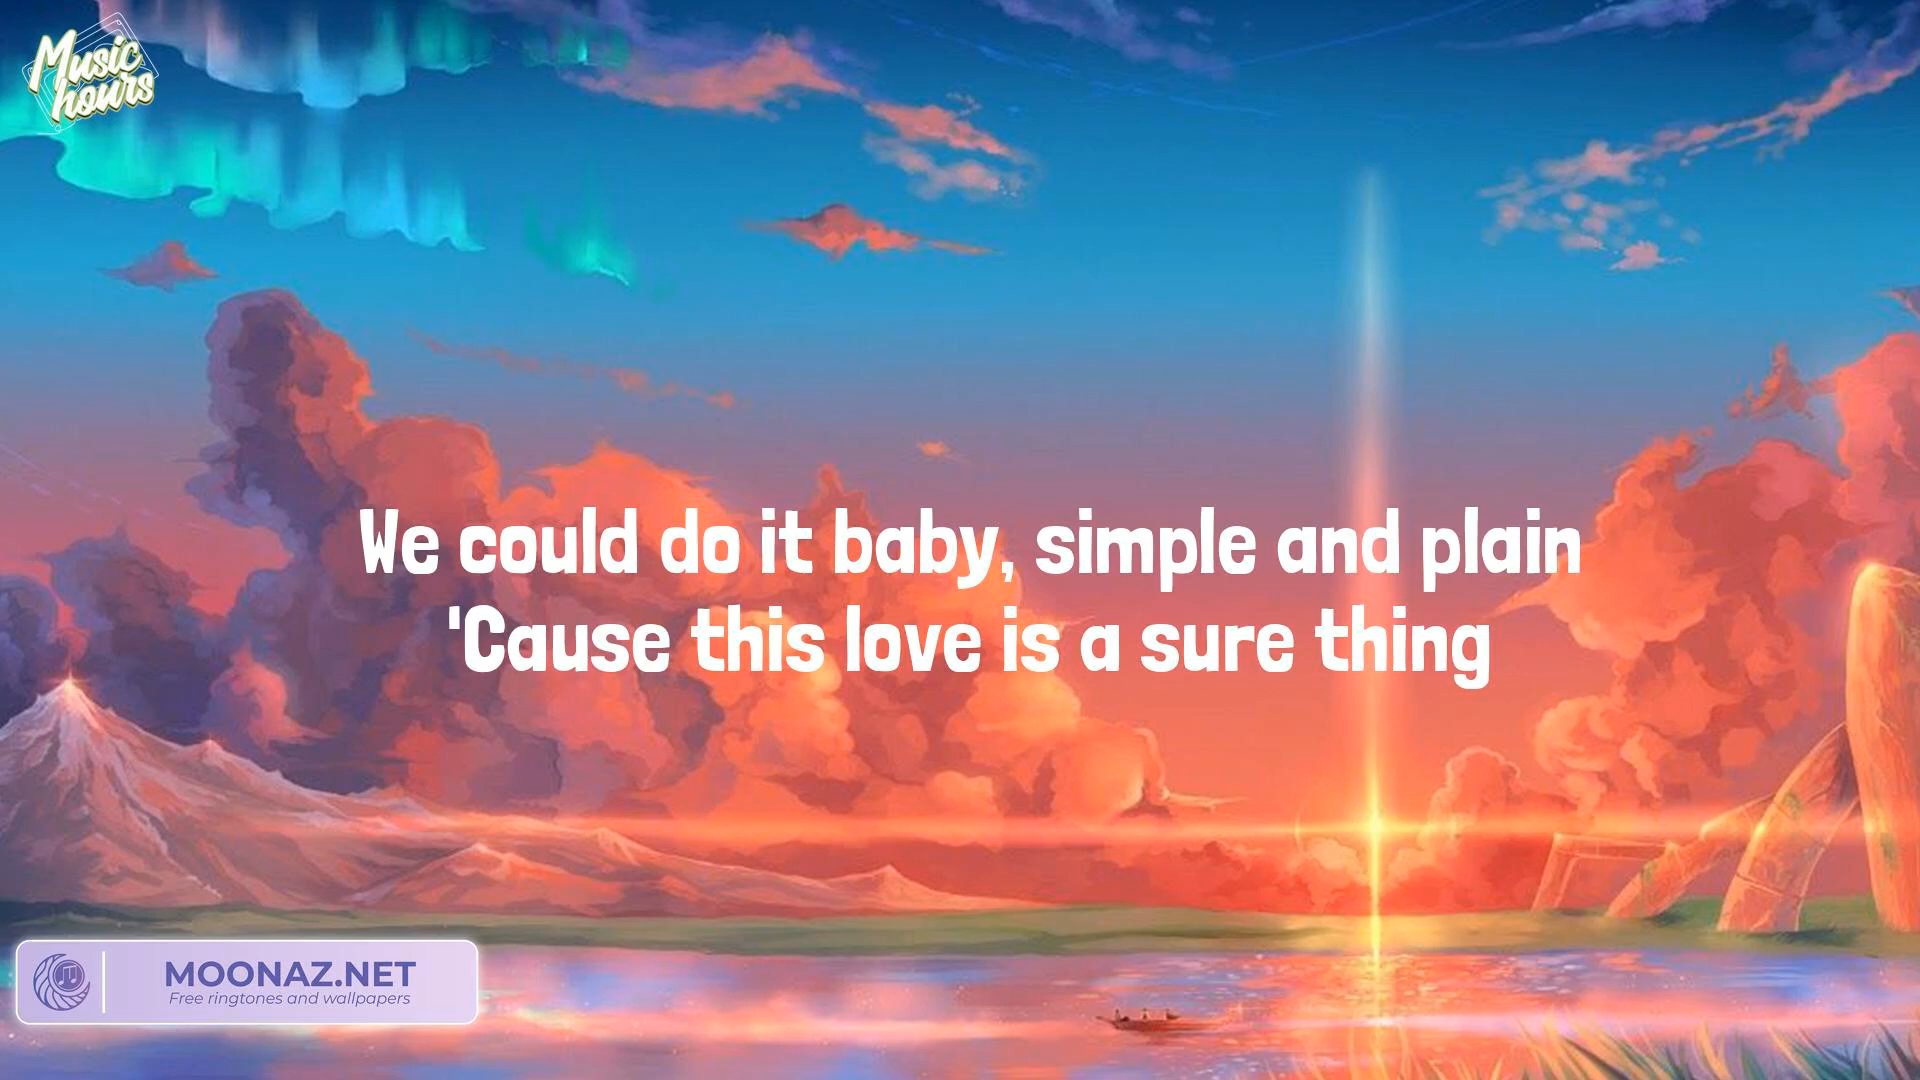 Music
hours
We could do it baby, simple and plain
'Cause this love is a sure thing
MOONAZ.NET
Free ringtones and wallpapers